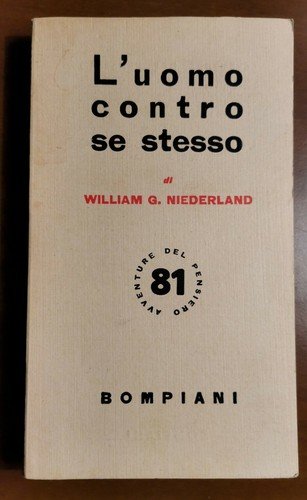 L'uomo
contro
se stesso
di
WILLIAM G. NIEDERLAND
AVVENTURE DEL PENSIERO
81
BOMPIANI